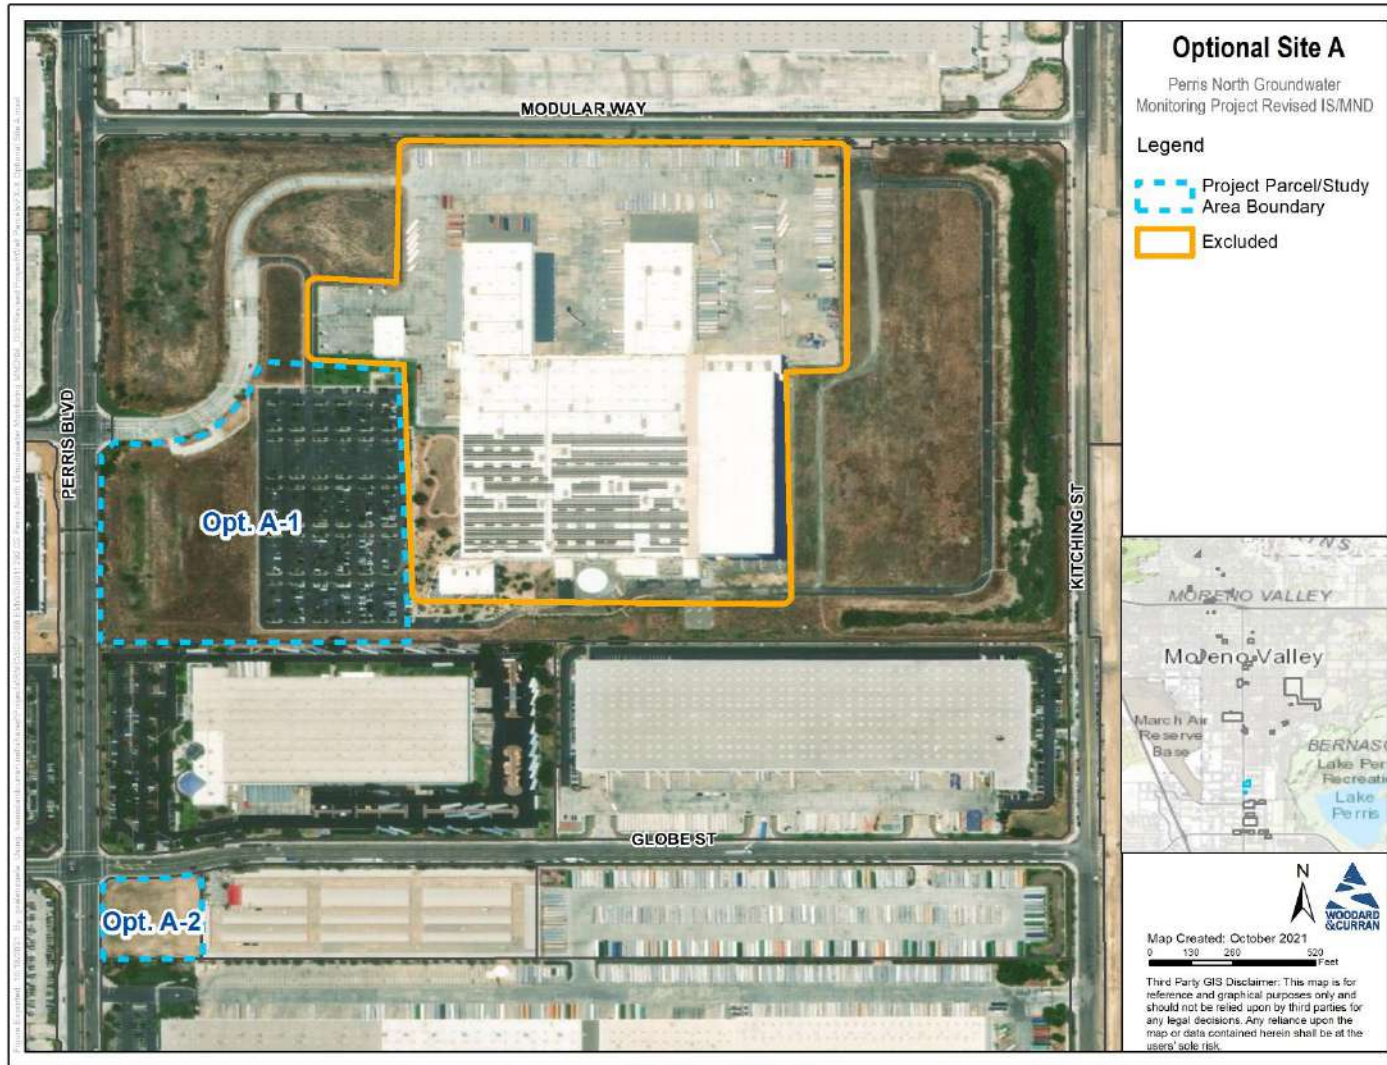 Optional Site A
Perris North Groundwater
Monitoring Project Revised IS/MND
Legend
Project Parcel/Study
Area Boundary
Excluded
MODULAR WAY
PERRIS BLVD
Opt. A-1
KITCHING ST
GLOBE ST
Opt. A-2
MORENO VALLEY
Moreno Valley
March Air
Reserve
Base
Lake
Perris
N
WOODARD
&CURRAN
Map Created: October 2021
0 130 260 520
Feet
Third Party GIS Disclaimer: This map is for
reference and graphical purposes only and
should not be relied upon by third parties for
any legal decisions. Any reliance upon the
map or data contained herein shall be at the
users' sole risk.